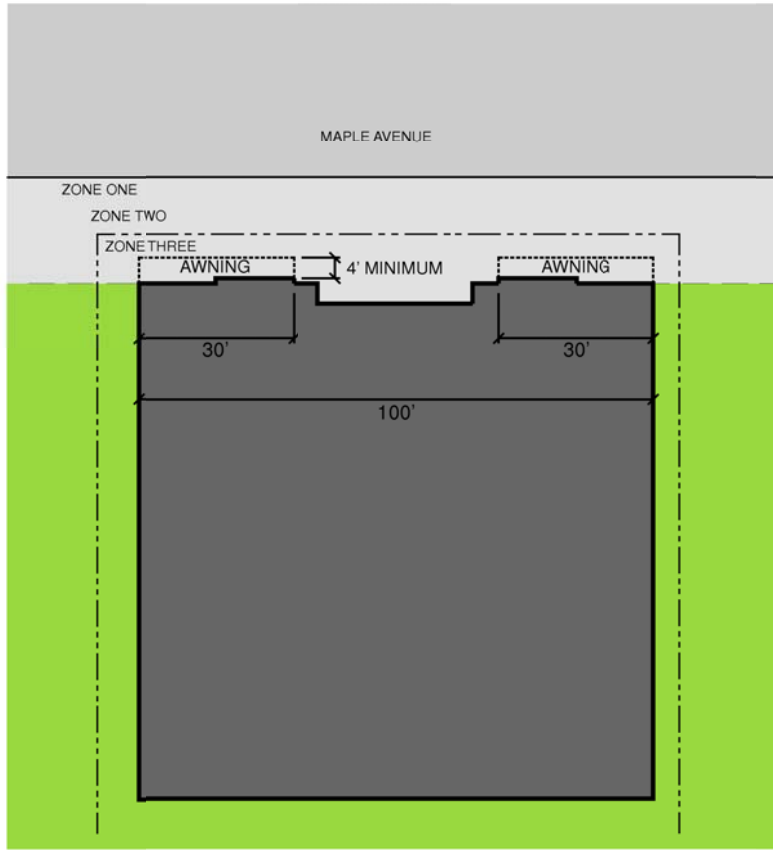 MAPLE AVENUE
ZONE ONE
ZONE TWO
ZONE THREE
AWNING
4' MINIMUM
AWNING
30'
30'
100'